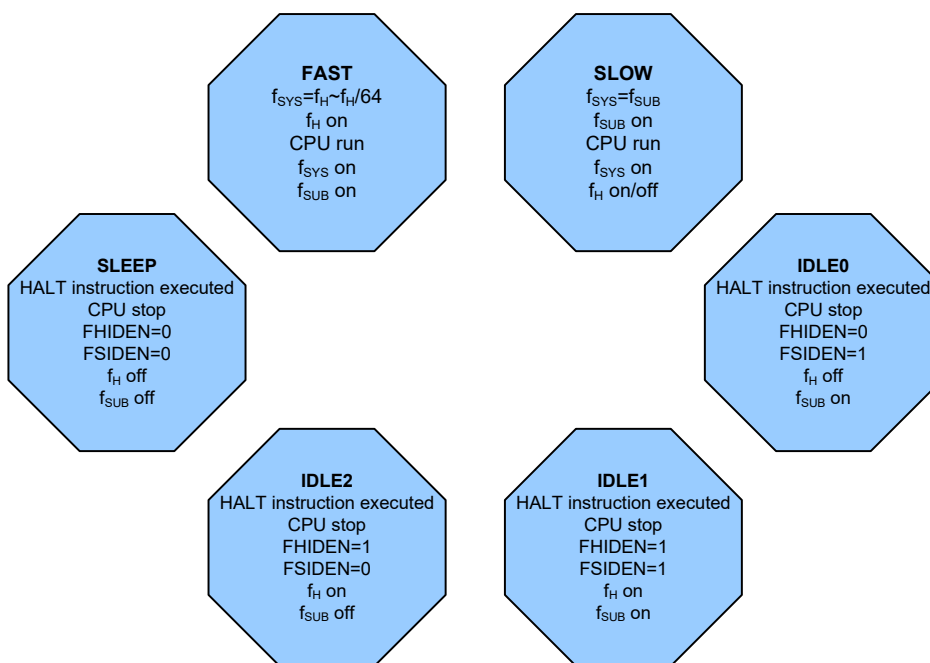 FAST
fSYS=fH~fH/64
fH on
CPU run
fSYS on
fSUB on
SLOW
fSYS=fSUB
fSUB on
CPU run
fSYS on
fH on/off
SLEEP
HALT instruction executed
CPU stop
FHIDEN=0
FSIDEN=0
fH off
fSUB off
IDLE0
HALT instruction executed
CPU stop
FHIDEN=0
FSIDEN=1
fH off
fSUB on
IDLE2
HALT instruction executed
CPU stop
FHIDEN=1
FSIDEN=0
fH on
fSUB off
IDLE1
HALT instruction executed
CPU stop
FHIDEN=1
FSIDEN=1
fH on
fSUB on